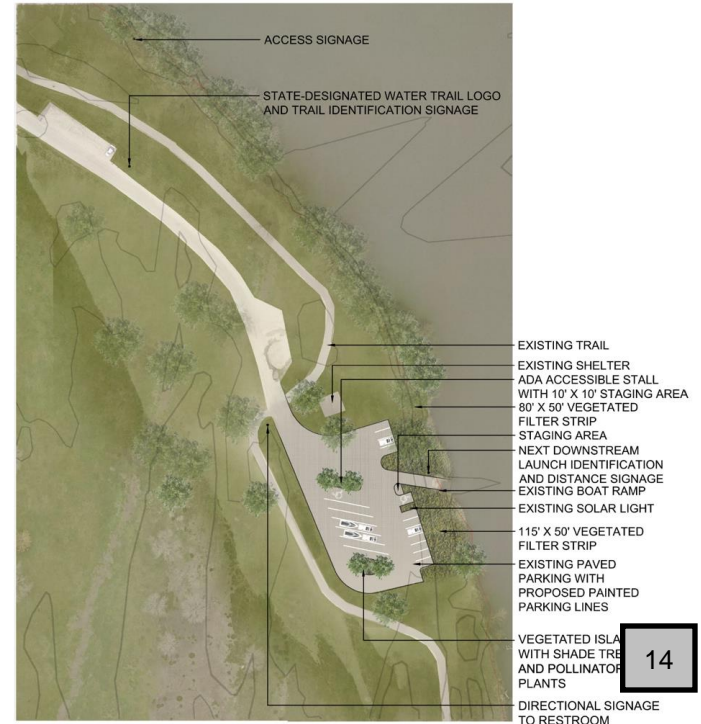 ACCESS SIGNAGE
STATE-DESIGNATED WATER TRAIL LOGO
AND TRAIL IDENTIFICATION SIGNAGE
EXISTING TRAIL
EXISTING SHELTER
ADA ACCESSIBLE STALL
WITH 10' X 10' STAGING AREA
80' X 50' VEGETATED
FILTER STRIP
STAGING AREA
NEXT DOWNSTREAM
LAUNCH IDENTIFICATION
AND DISTANCE SIGNAGE
EXISTING BOAT RAMP
EXISTING SOLAR LIGHT
115' X 50' VEGETATED
FILTER STRIP
EXISTING PAVED
PARKING WITH
PROPOSED PAINTED
PARKING LINES
VEGETATED ISLA
WITH SHADE TRE
AND POLLINATOR
PLANTS
14
DIRECTIONAL SIGNAGE
TO RESTROOM